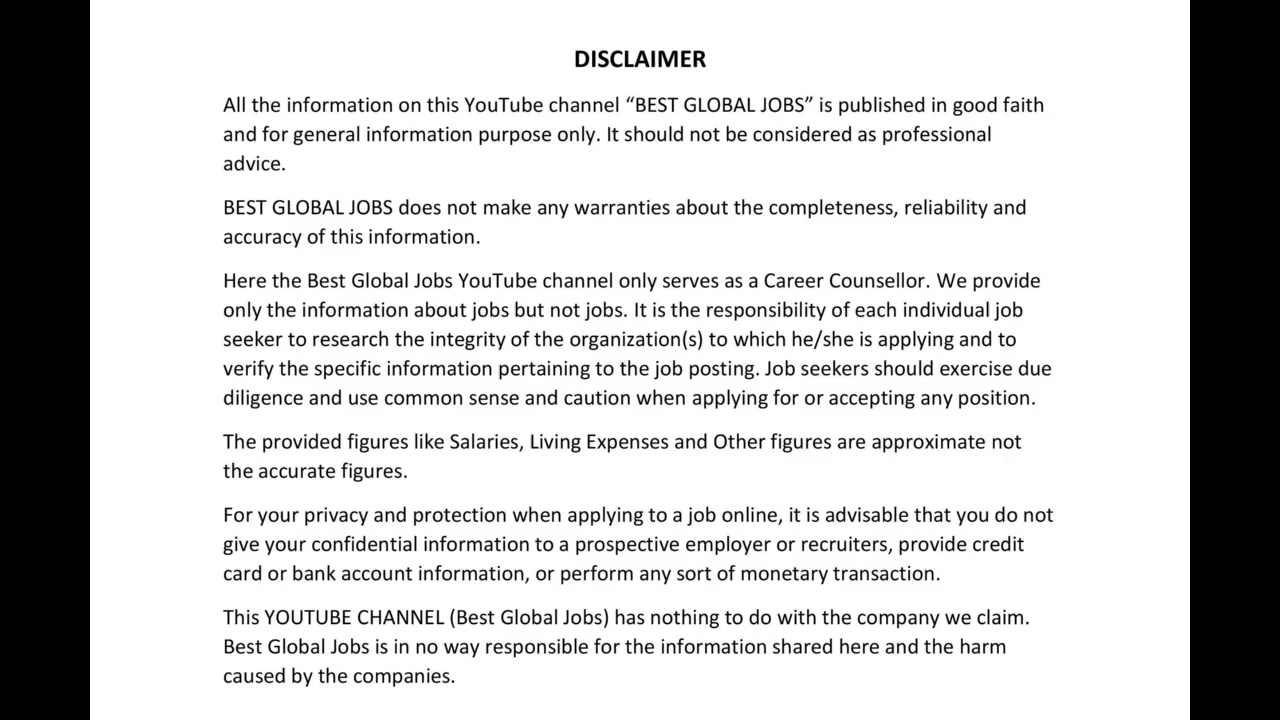 DISCLAIMER
All the information on this YouTube channel “BEST GLOBAL JOBS” is published in good faith
and for general information purpose only. It should not be considered as professional
advice.
BEST GLOBAL JOBS does not make any warranties about the completeness, reliability and
accuracy of this information.
Here the Best Global Jobs YouTube channel only serves as a Career Counsellor. We provide
only the information about jobs but not jobs. It is the responsibility of each individual job
seeker to research the integrity of the organization(s) to which he/she is applying and to
verify the specific information pertaining to the job posting. Job seekers should exercise due
diligence and use common sense and caution when applying for or accepting any position.
The provided figures like Salaries, Living Expenses and Other figures are approximate not
the accurate figures.
For your privacy and protection when applying to a job online, it is advisable that you do not
give your confidential information to a prospective employer or recruiters, provide credit
card or bank account information, or perform any sort of monetary transaction.
This YOUTUBE CHANNEL (Best Global Jobs) has nothing to do with the company we claim.
Best Global Jobs is in no way responsible for the information shared here and the harm
caused by the companies.